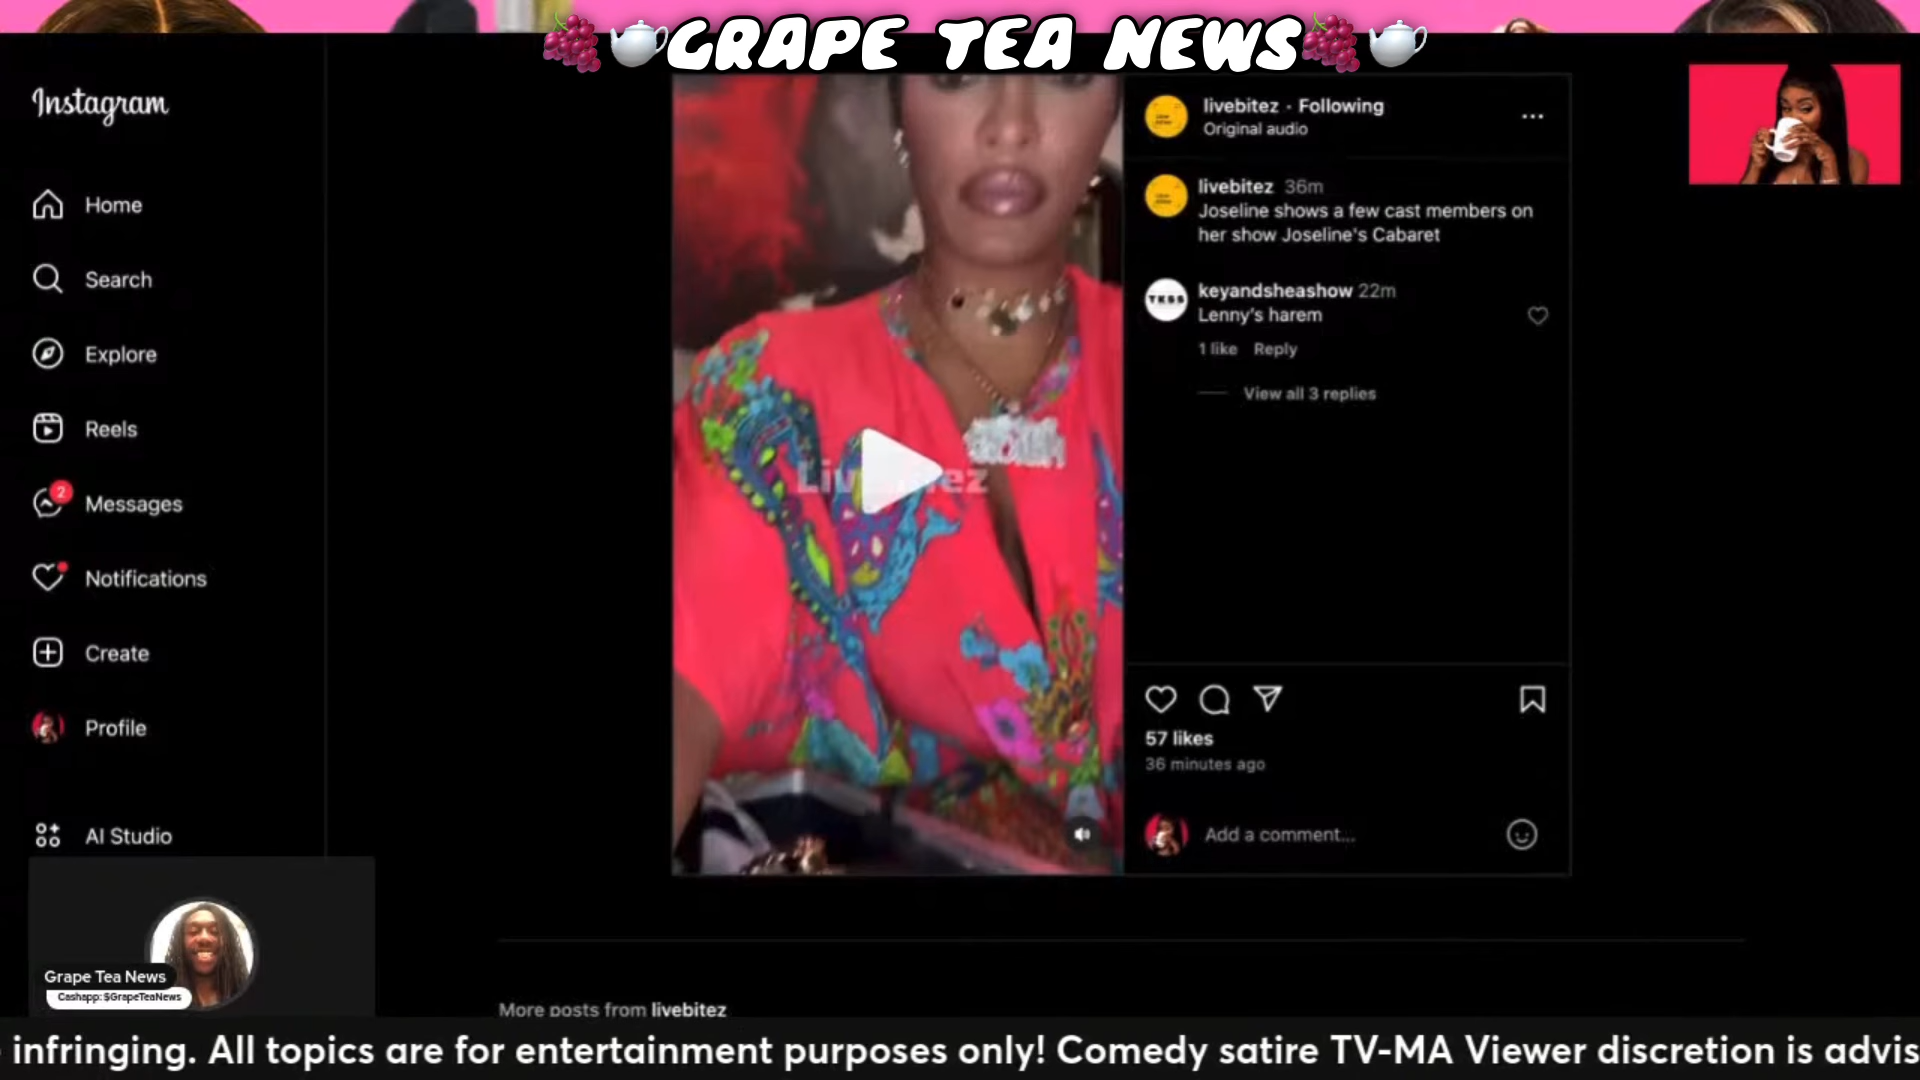 GRAPE TEA NEWS
Instagram
Home
Search
Explore
Reels
2
Messages
Notifications
Create
Profile
AI Studio
livebitez • Following
Original audio
livebitez 36m
Joseline shows a few cast members on
her show Joseline's Cabaret
TKSS
keyandsheashow 22m
Lenny's harem
1 like Reply
View all 3 replies
57 likes
36 minutes ago
Add a comment...
Grape Tea News
Cashapp: $GrapeTeaNews
More posts from livebitez
infringing. All topics are for entertainment purposes only! Comedy satire TV-MA Viewer discretion is advis